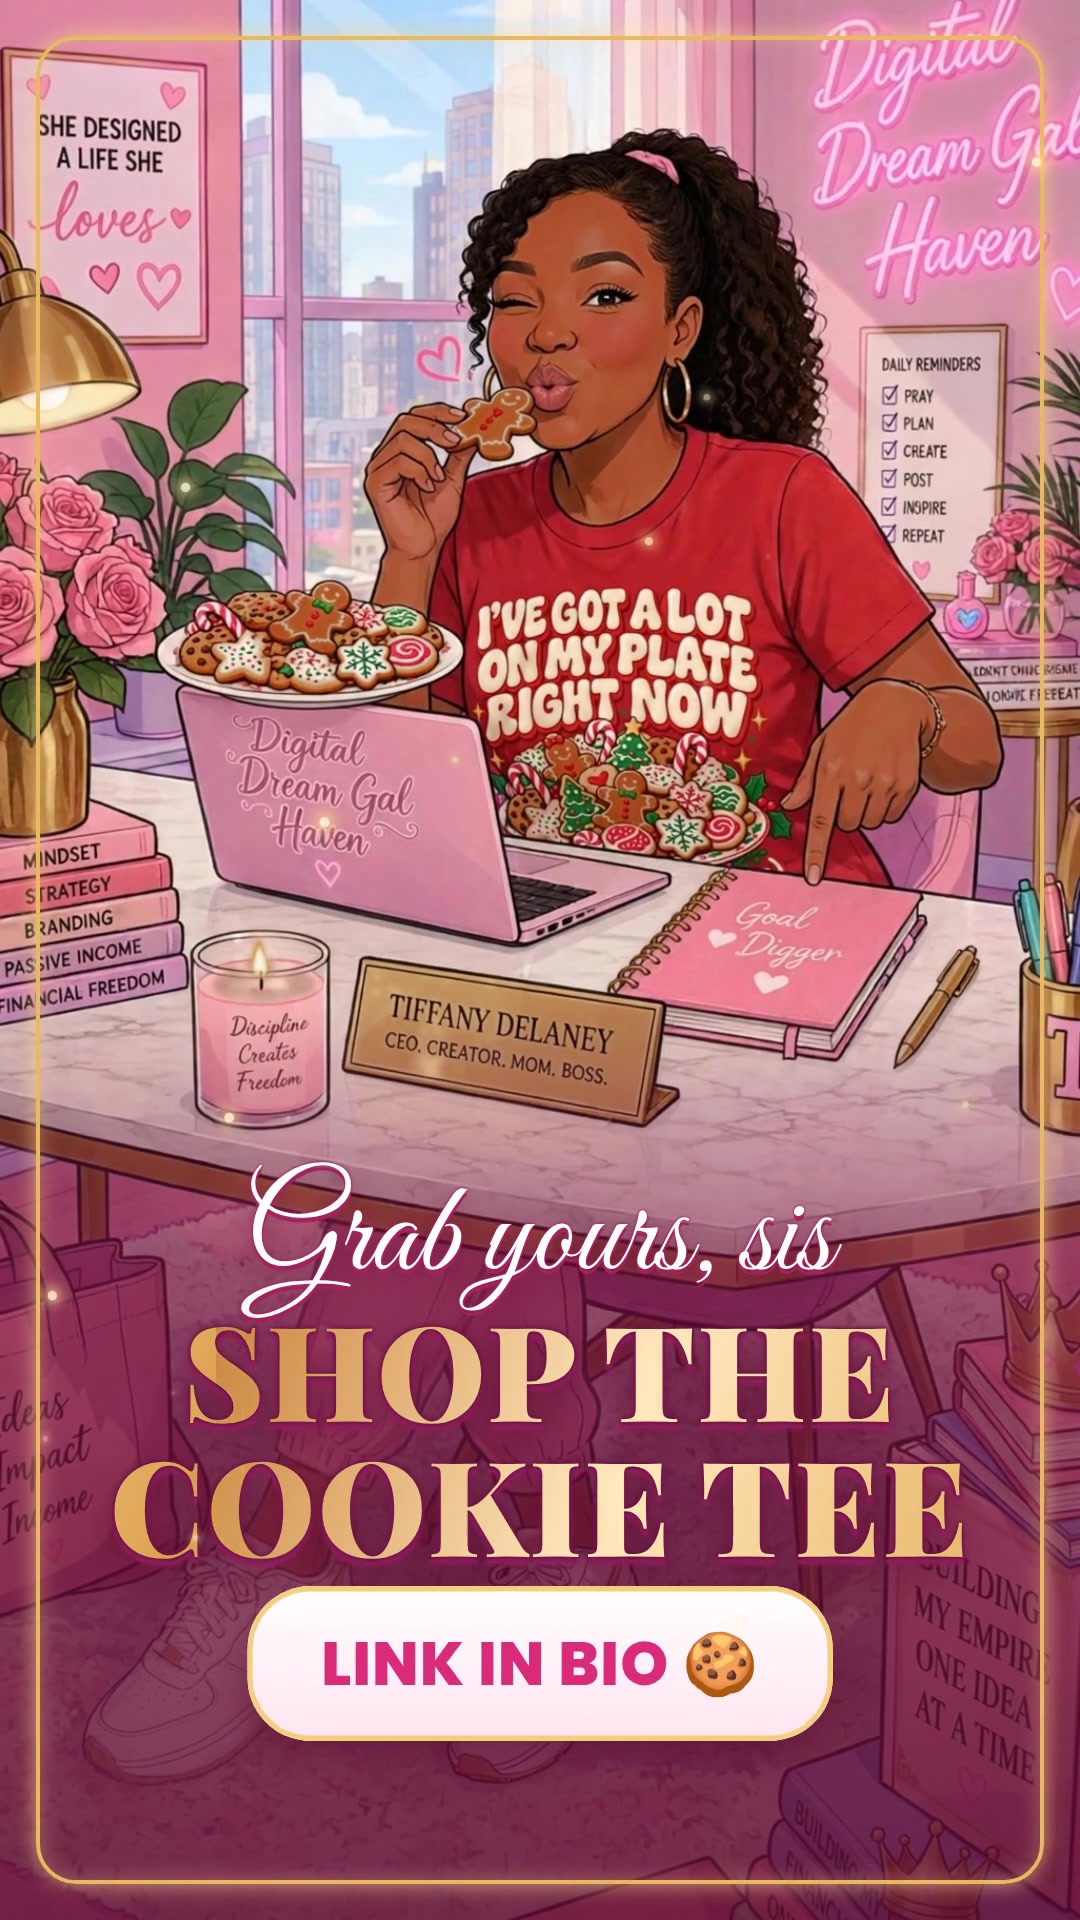 SHE DESIGNED
A LIFE SHE
loves
Digital
Dream Gal
Haven
DAILY REMINDERS
PRAY
PLAN
CREATE
POST
INSPIRE
REPEAT
I'VE GOT A LOT
ON MY PLATE
RIGHT NOW
Digital
Dream Gal
Haven
MINDSET
STRATEGY
BRANDING
PASSIVE INCOME
FINANCIAL FREEDOM
Goal
Digger
Discipline
Creates
Freedom
TIFFANY DELANEY
CEO. CREATOR. MOM. BOSS.
T
Grab yours, sis
SHOP THE
COOKIE TEE
Ideas
Impact
Income
LINK IN BIO
BUILDING
MY EMPIRE
ONE IDEA
AT A TIME
BUILDING